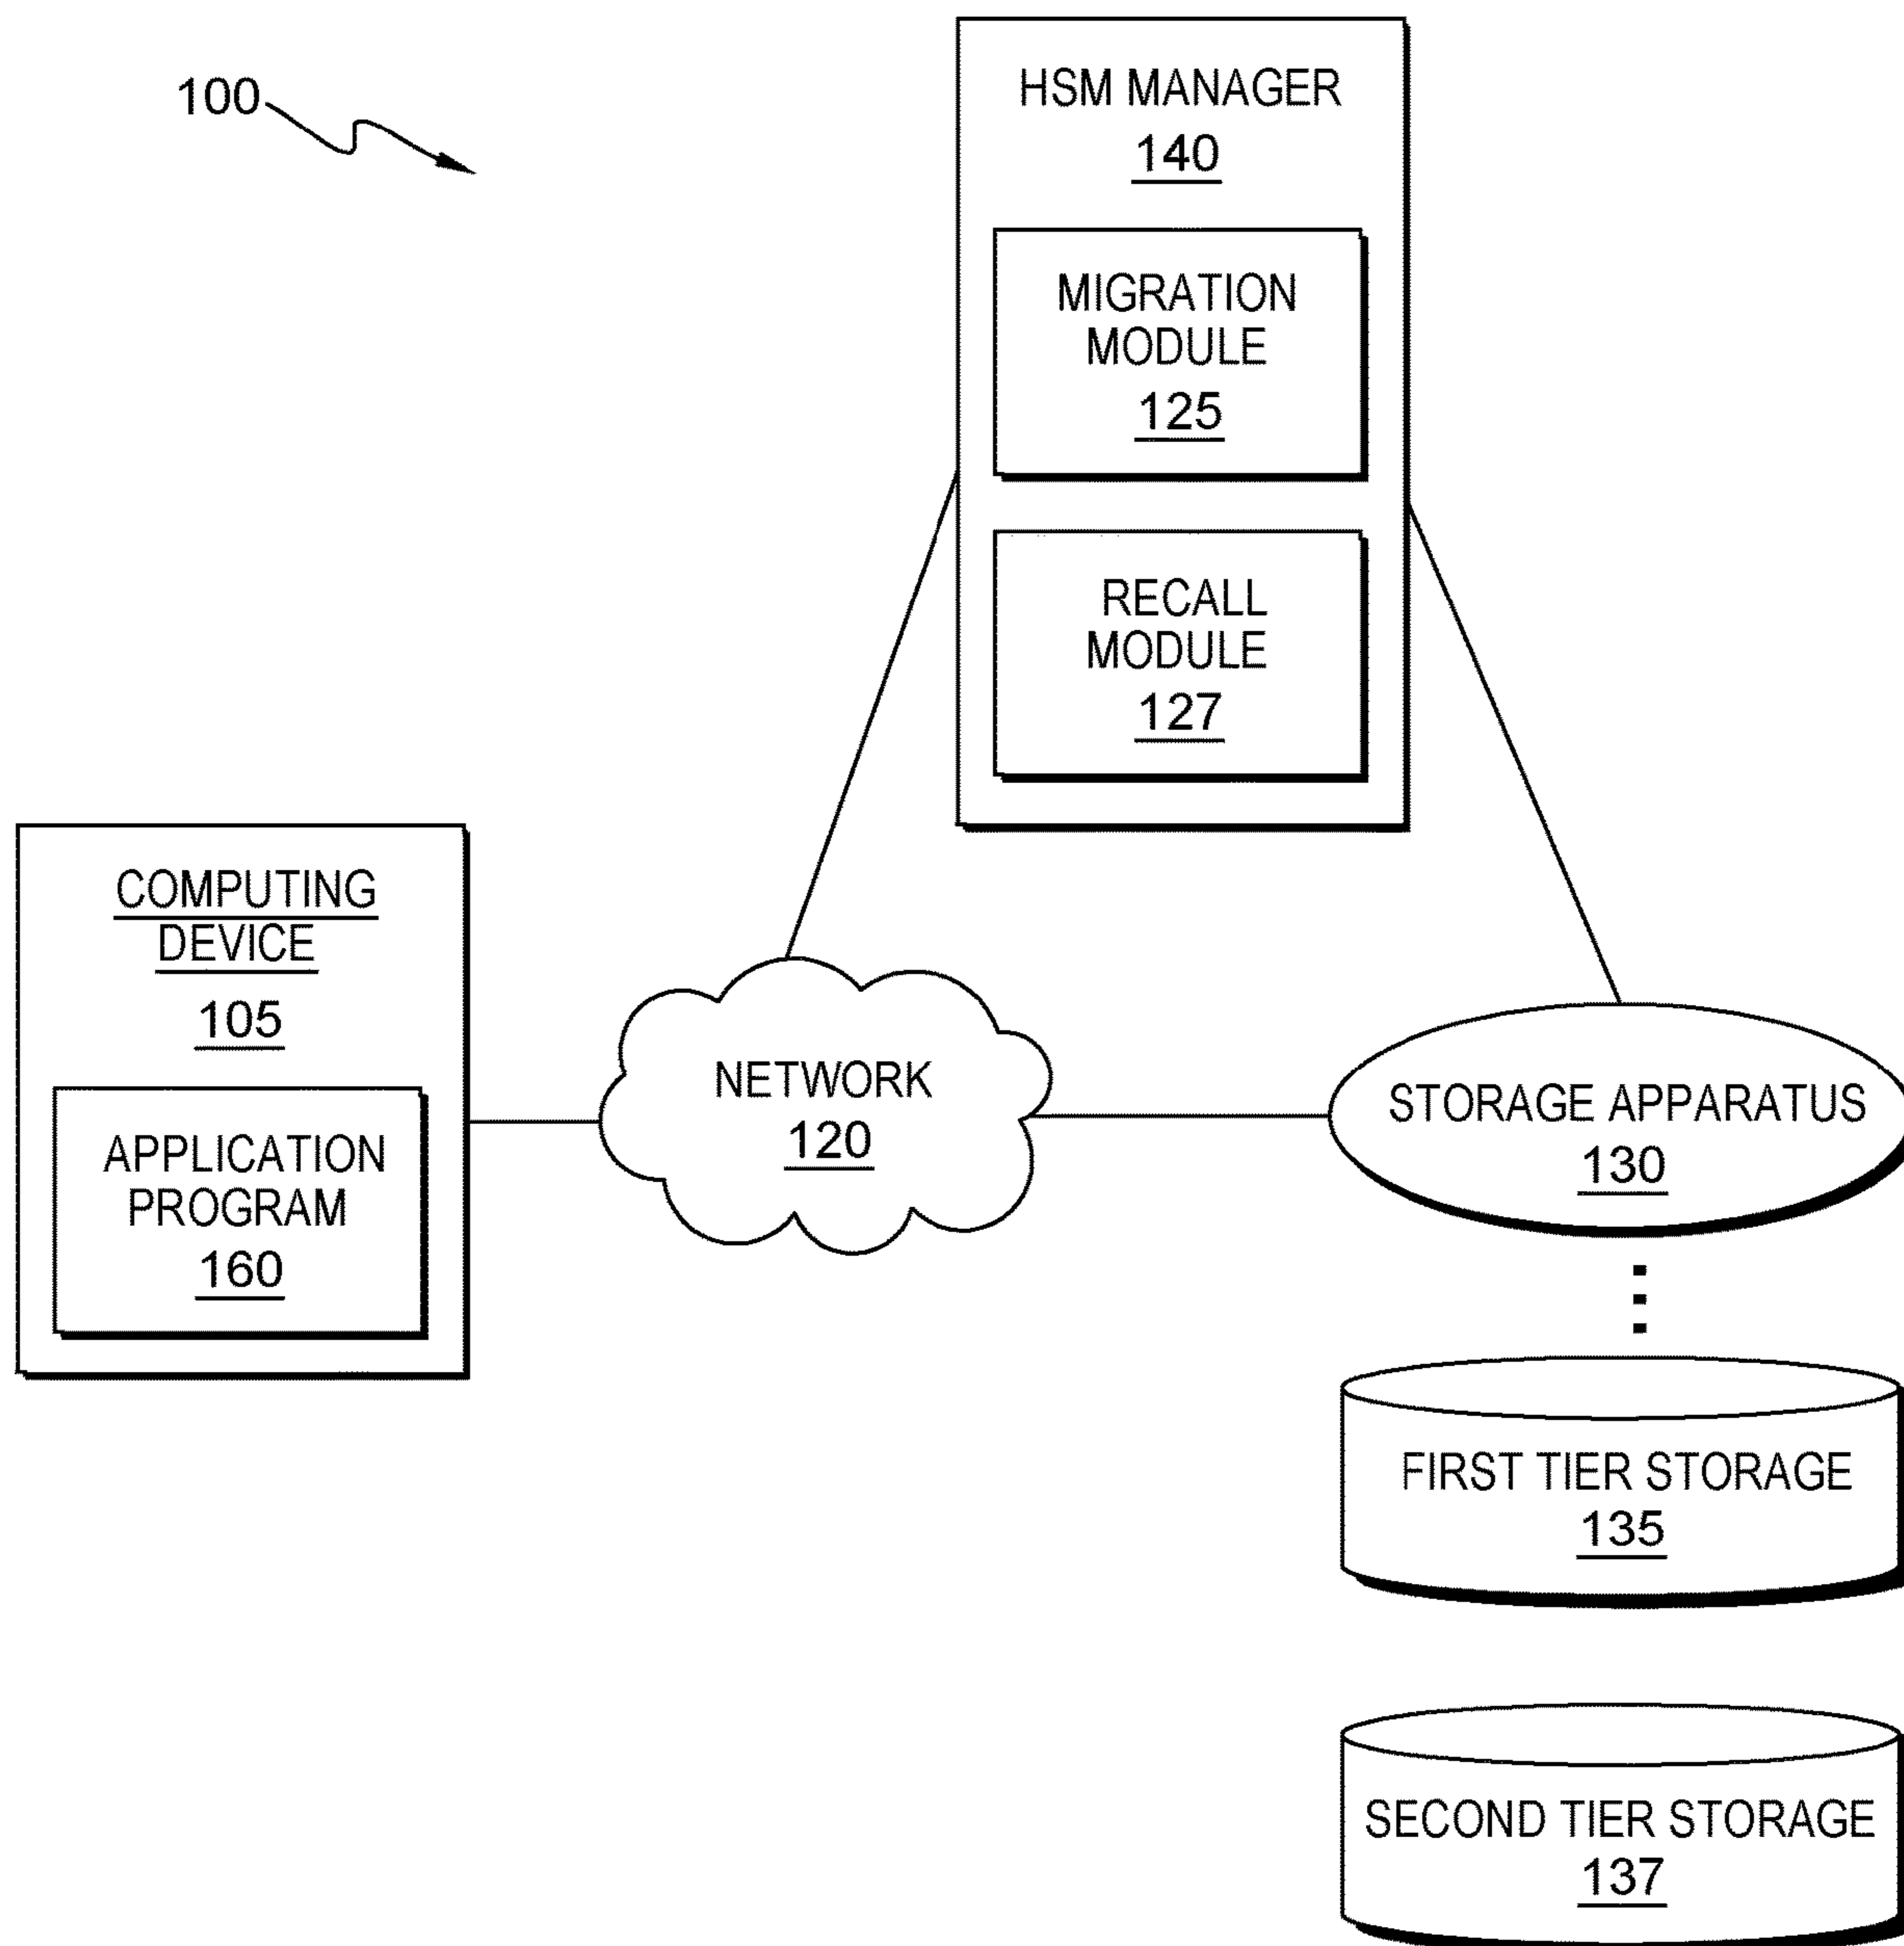 100
HSM MANAGER
140
MIGRATION
MODULE
125
RECALL
MODULE
127
COMPUTING
DEVICE
105
APPLICATION
PROGRAM
160
NETWORK
120
STORAGE APPARATUS
130
FIRST TIER STORAGE
135
SECOND TIER STORAGE
137